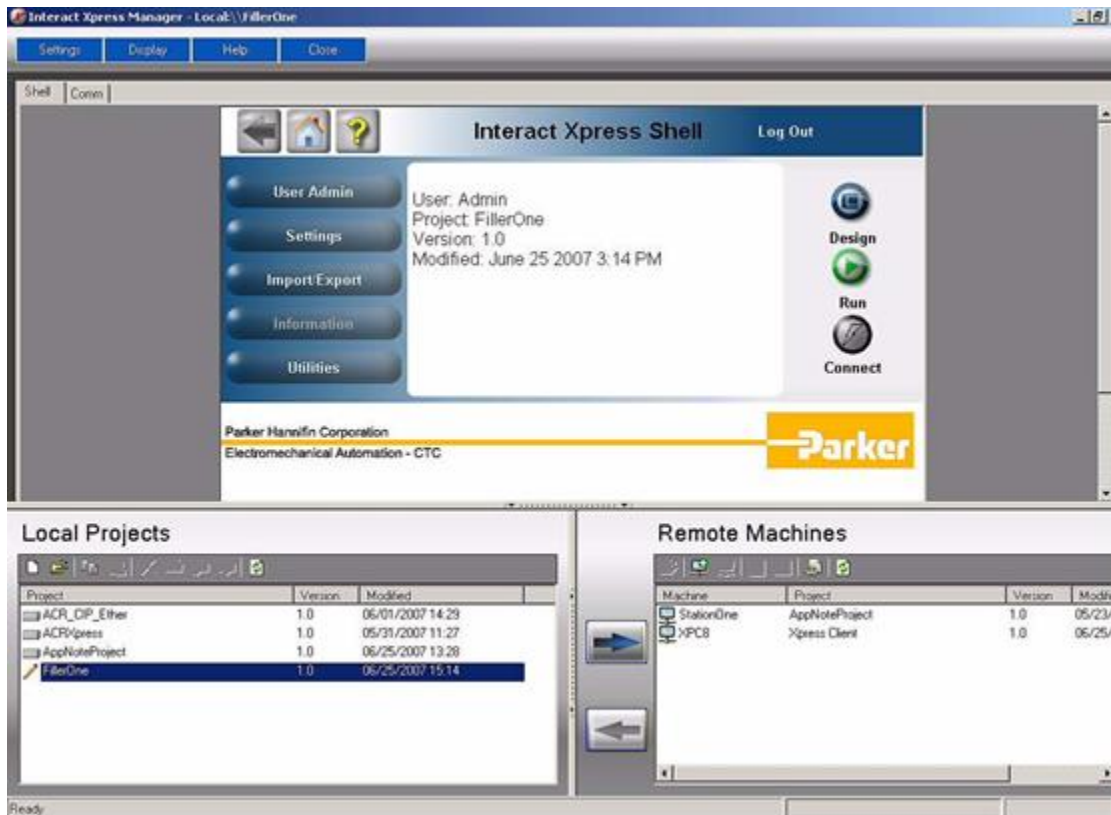 Interact Xpress Manager - Local:\\FillerOne
Settings Display Help Close
Shell Comm
Interact Xpress Shell Log Out
User Admin
Settings
Import/Export
Information
Utilities
User: Admin
Project: FillerOne
Version: 1.0
Modified: June 25 2007 3:14 PM
Design
Run
Connect
Parker Hannifin Corporation
Electromechanical Automation - CTC
Parker
Local Projects
Project Version Modified
ACR_CIP_Ether 1.0 06/01/2007 14:29
ACRXpress 1.0 05/31/2007 11:27
AppNoteProject 1.0 06/25/2007 13:28
FillerOne 1.0 06/25/2007 15:14
Remote Machines
Machine Project Version Modifi
StationOne AppNoteProject 1.0 05/23/
XPC8 Xpress Client 1.0 06/25/
Ready